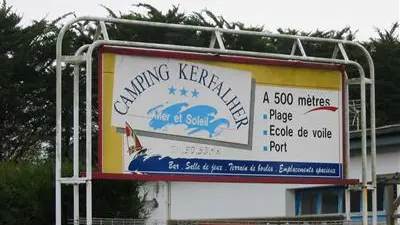 CAMPING KERFALHER
★★★
Mer et Soleil
A 500 mètres
▪ Plage
▪ Ecole de voile
▪ Port
Bar . Salle de jeux . Terrain de boules . Emplacements spacieux